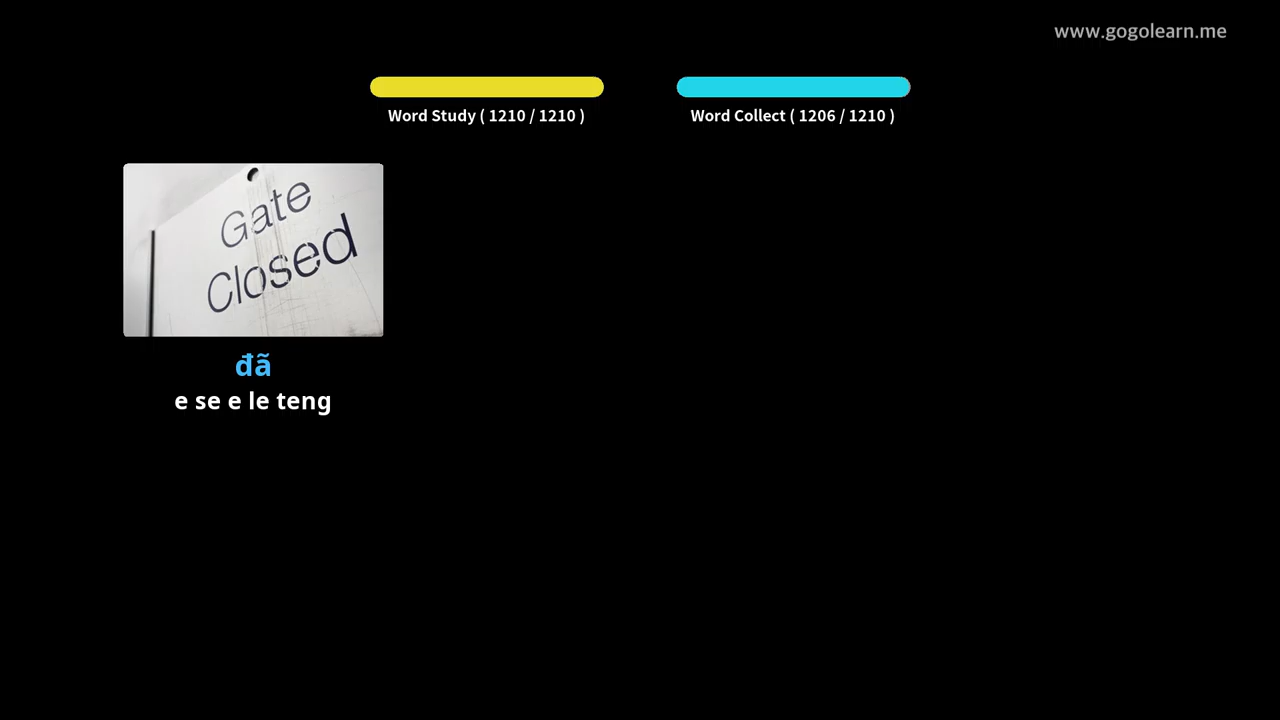 www.gogolearn.me
Word Study ( 1210 / 1210 )
Word Collect ( 1206 / 1210 )
Gate
Closed
đã
e se e le teng